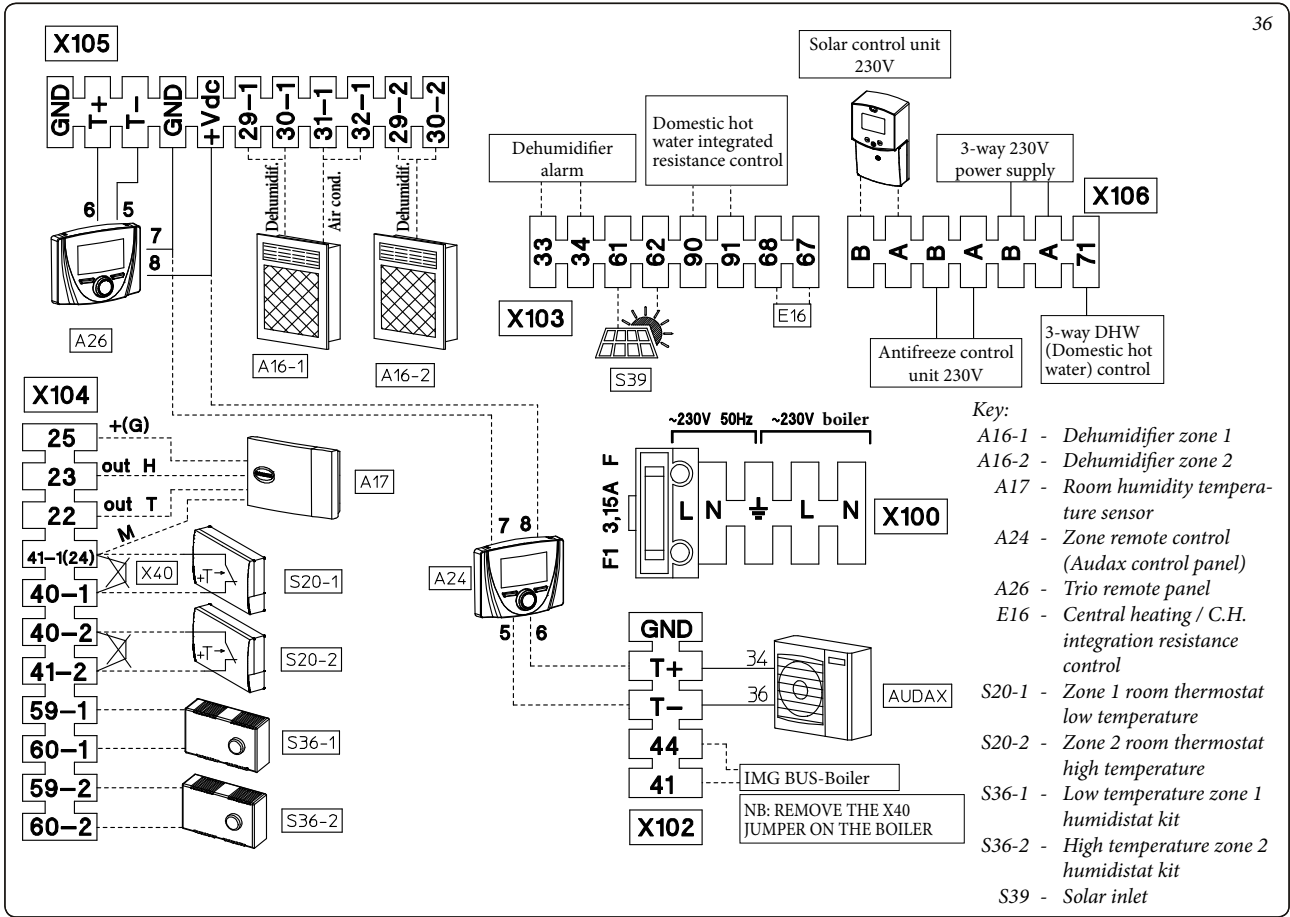 36
X105
GND
T+
T-
GND
+Vdc
29-1
30-1
31-1
32-1
29-2
30-2
Dehumidif.
Air cond.
Dehumidif.
6
5
7
8
A26
A16-1
A16-2
Dehumidifier
alarm
Domestic hot
water integrated
resistance control
Solar control unit
230V
3-way 230V
power supply
X106
33
34
61
62
90
91
68
67
X103
S39
E16
B
A
B
A
B
A
71
Antifreeze control
unit 230V
3-way DHW
(Domestic hot
water) control
X104
25
+(G)
23
out H
22
out T
M
41-1(24)
40-1
40-2
41-2
59-1
60-1
59-2
60-2
A17
X40
S20-1
S20-2
S36-1
S36-2
7 8
A24
5 6
~230V 50Hz
~230V boiler
F1 3,15A F
L
N
L
N
X100
GND
T+
T-
44
41
X102
34
36
AUDAX
IMG BUS-Boiler
NB: REMOVE THE X40
JUMPER ON THE BOILER
Key:
A16-1 - Dehumidifier zone 1
A16-2 - Dehumidifier zone 2
A17 - Room humidity tempera-
ture sensor
A24 - Zone remote control
(Audax control panel)
A26 - Trio remote panel
E16 - Central heating / C.H.
integration resistance
control
S20-1 - Zone 1 room thermostat
low temperature
S20-2 - Zone 2 room thermostat
high temperature
S36-1 - Low temperature zone 1
humidistat kit
S36-2 - High temperature zone 2
humidistat kit
S39 - Solar inlet